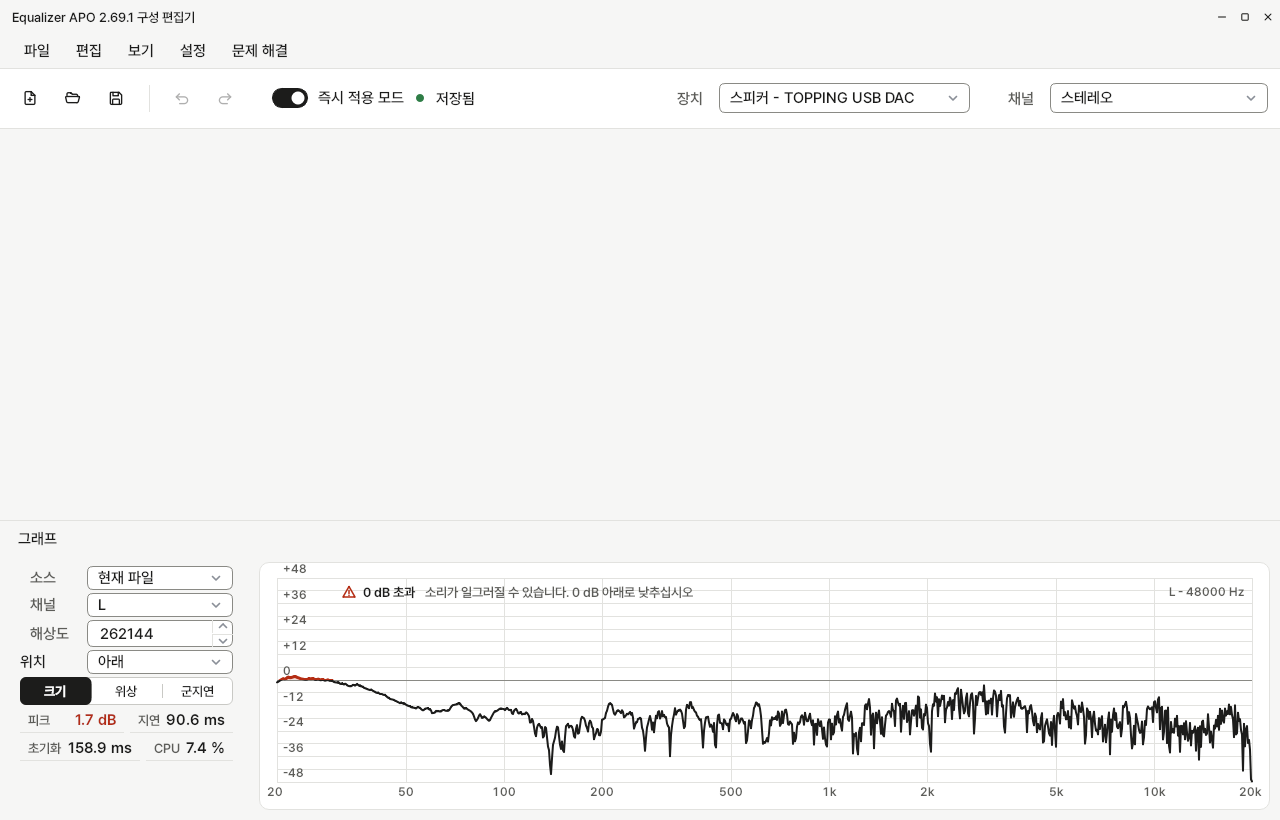 Equalizer APO 2.69.1 구성 편집기
파일 편집 보기 설정 문제 해결
즉시 적용 모드 저장됨 장치 스피커 - TOPPING USB DAC 채널 스테레오
그래프
소스 현재 파일
채널 L
해상도 262144
위치 아래
크기 위상 군지연
피크 1.7 dB 지연 90.6 ms
초기화 158.9 ms CPU 7.4 %
+48
+36
+24
+12
0
-12
-24
-36
-48
0 dB 초과 소리가 일그러질 수 있습니다. 0 dB 아래로 낮추십시오
L - 48000 Hz
20 50 100 200 500 1k 2k 5k 10k 20k